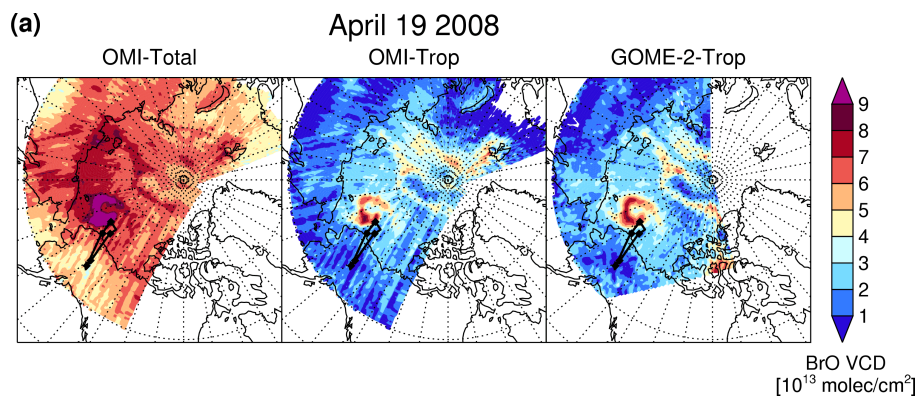 (a)
April 19 2008
OMI-Total
OMI-Trop
GOME-2-Trop
9
8
7
6
5
4
3
2
1
BrO VCD
[10¹³ molec/cm²]